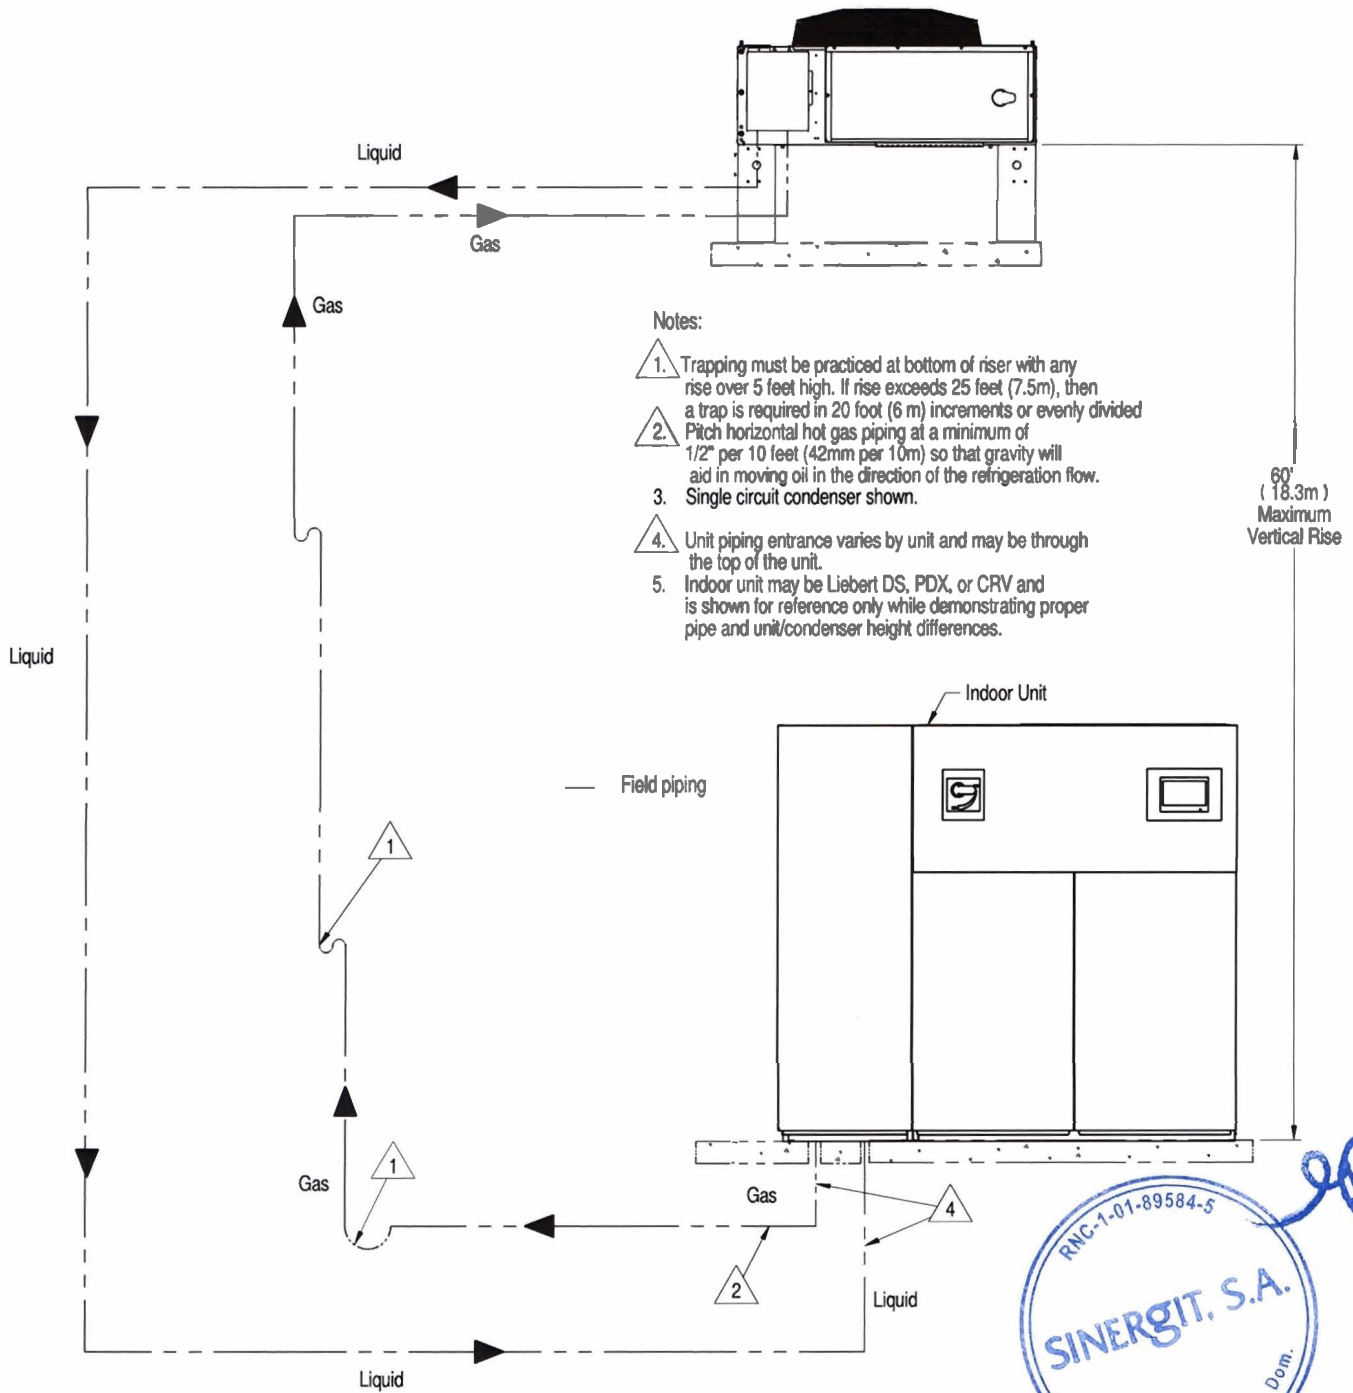 Liquid
Gas
Gas
Notes:
1. Trapping must be practiced at bottom of riser with any
rise over 5 feet high. If rise exceeds 25 feet (7.5m), then
a trap is required in 20 foot (6 m) increments or evenly divided
2. Pitch horizontal hot gas piping at a minimum of
1/2" per 10 feet (42mm per 10m) so that gravity will
aid in moving oil in the direction of the refrigeration flow.
3. Single circuit condenser shown.
4. Unit piping entrance varies by unit and may be through
the top of the unit.
5. Indoor unit may be Liebert DS, PDX, or CRV and
is shown for reference only while demonstrating proper
pipe and unit/condenser height differences.
60'
( 18.3m )
Maximum
Vertical Rise
Liquid
Indoor Unit
Field piping
1
1
Gas
Gas
4
2
Liquid
Liquid
RNC-1-01-89584-5
SINERGIT, S.A.
Dom.